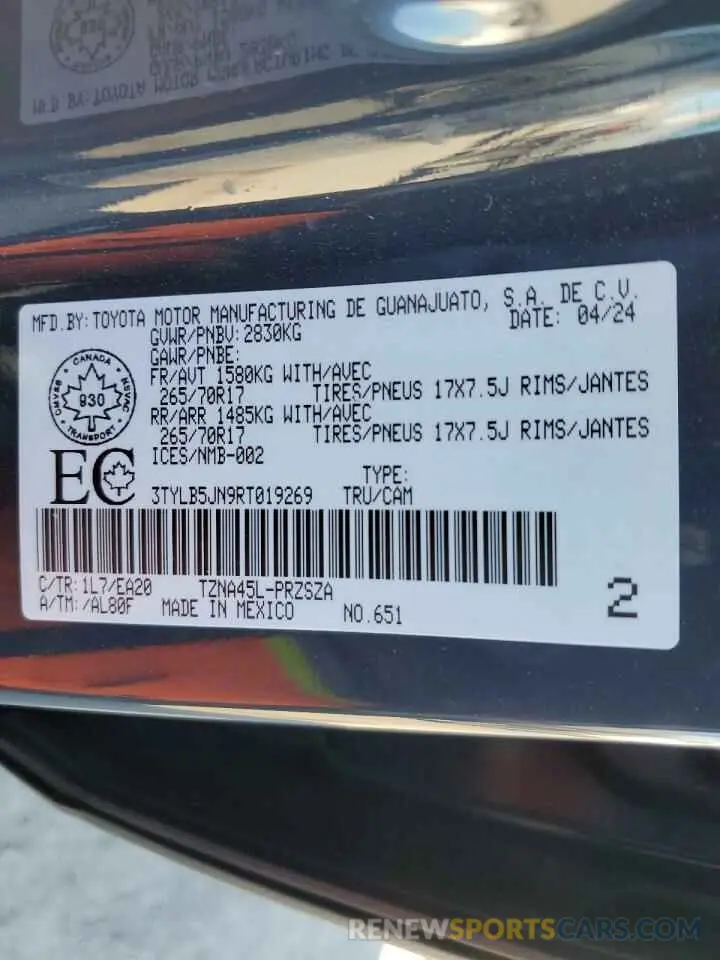 MFD.BY: TOYOTA MOTOR MANUFACTURING DE GUANAJUATO, S.A. DE C.V.
GVWR/PNBV: 2830KG DATE: 04/24
GAWR/PNBE:
FR/AVT 1580KG WITH/AVEC
265/70R17 TIRES/PNEUS 17X7.5J RIMS/JANTES
RR/ARR 1485KG WITH/AVEC
265/70R17 TIRES/PNEUS 17X7.5J RIMS/JANTES
ICES/NMB-002
CANADA
CMVSS
930
NSVAC
TRANSPORT
EC
TYPE:
3TYLB5JN9RT019269 TRU/CAM
C/TR: 1L7/EA20 TZNA45L-PRZSZA
A/TM: /AL80F MADE IN MEXICO NO.651
2
RENEWSPORTSCARS.COM